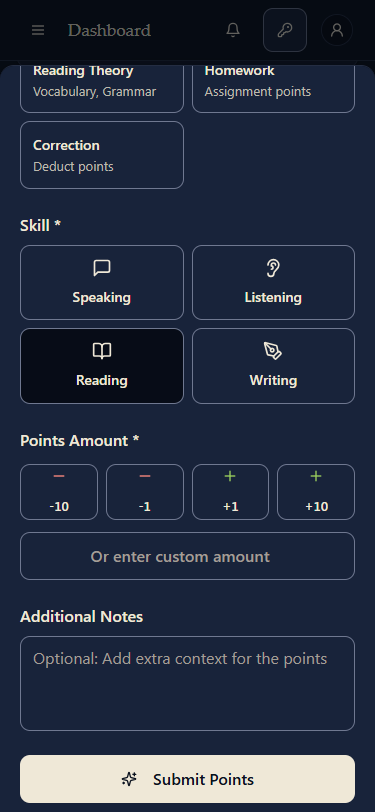 Dashboard
Reading Theory
Vocabulary, Grammar
Homework
Assignment points
Correction
Deduct points
Skill *
Speaking
Listening
Reading
Writing
Points Amount *
-10
-1
+1
+10
Or enter custom amount
Additional Notes
Optional: Add extra context for the points
Submit Points